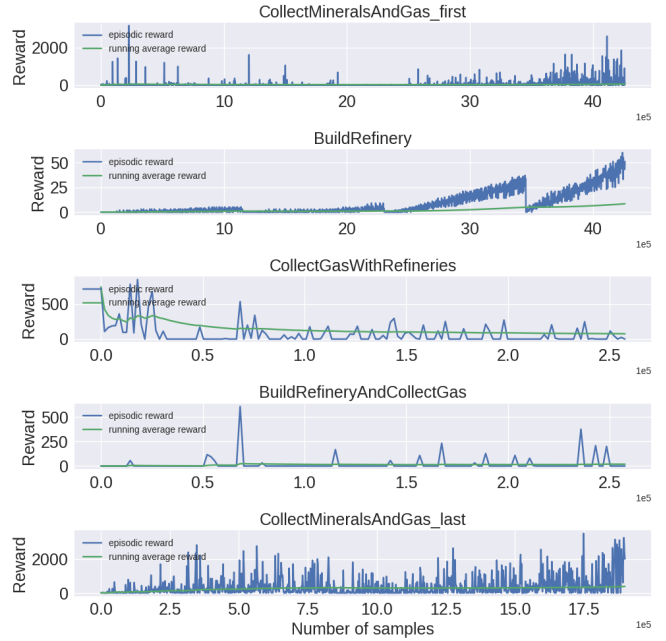 CollectMineralsAndGas_first
Reward
2000
0
episodic reward
running average reward
0 10 20 30 40
1e5
BuildRefinery
Reward
50
25
0
episodic reward
running average reward
0 10 20 30 40
1e5
CollectGasWithRefineries
Reward
500
0
episodic reward
running average reward
0.0 0.5 1.0 1.5 2.0 2.5
1e5
BuildRefineryAndCollectGas
Reward
500
250
0
episodic reward
running average reward
0.0 0.5 1.0 1.5 2.0 2.5
1e5
CollectMineralsAndGas_last
Reward
2000
0
episodic reward
running average reward
0.0 2.5 5.0 7.5 10.0 12.5 15.0 17.5
1e5
Number of samples